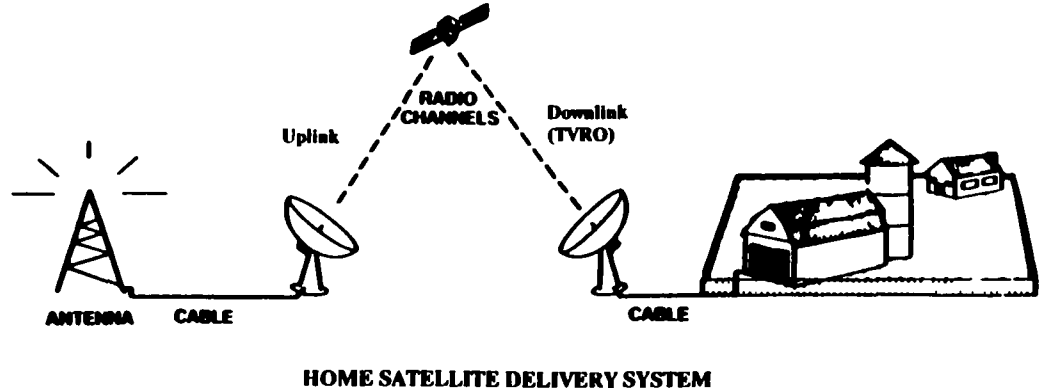 RADIO
CHANNELS
Uplink
Downlink
(TVRO)
ANTENNA
CABLE
CABLE
HOME SATELLITE DELIVERY SYSTEM